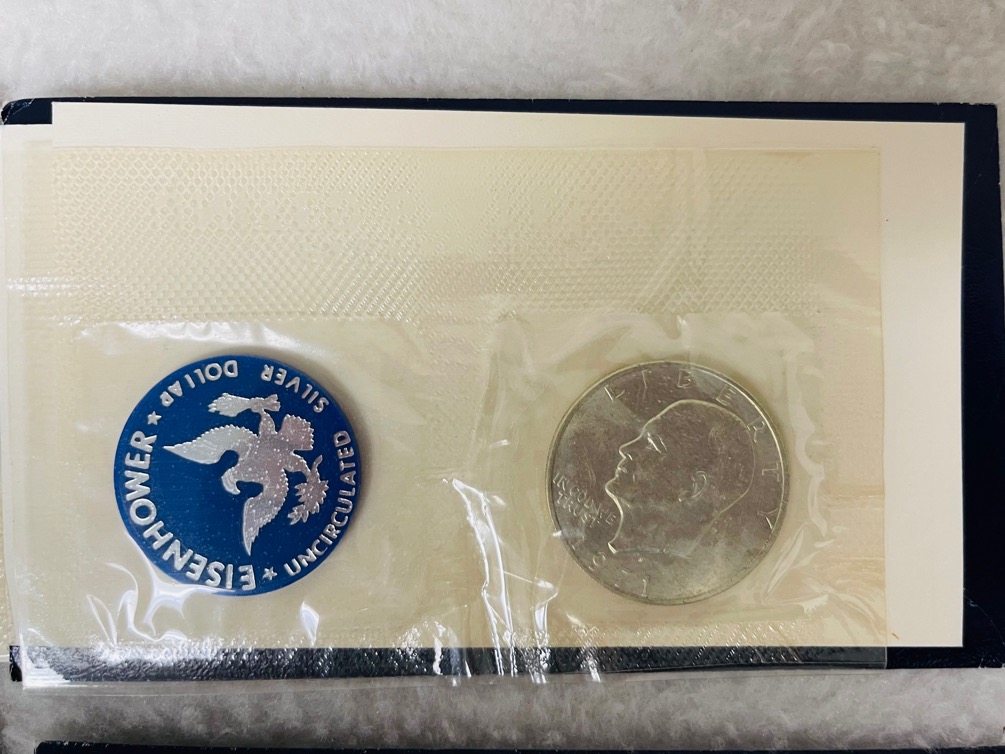 EISENHOWER
SILVER DOLLAR
UNCIRCULATED
LIBERTY
IN GOD WE
TRUST
1971